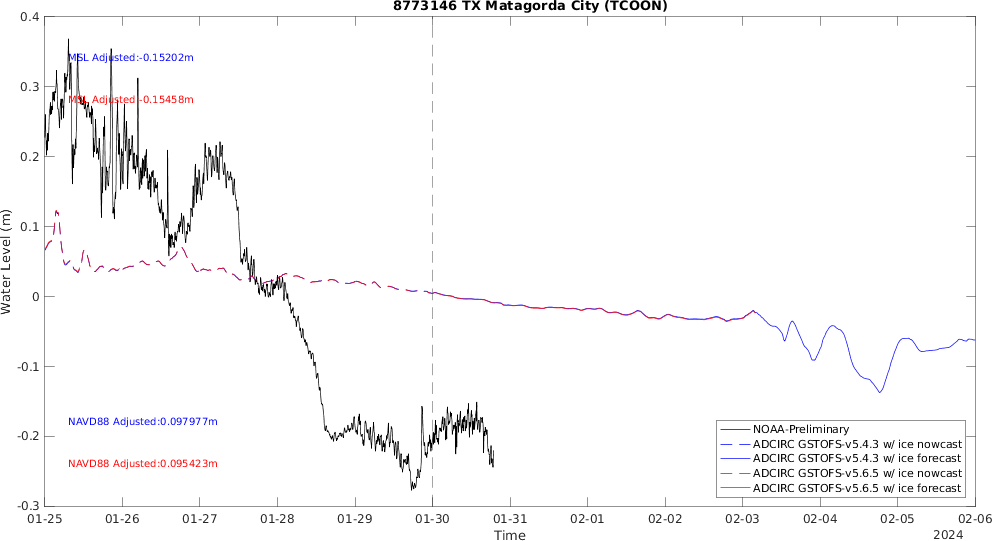 8773146 TX Matagorda City (TCOON)
0.4
0.3
0.2
0.1
0
-0.1
-0.2
-0.3
Water Level (m)
MSL Adjusted:-0.15202m
MSL Adjusted:-0.15458m
NAVD88 Adjusted:0.097977m
NAVD88 Adjusted:0.095423m
NOAA-Preliminary
ADCIRC GSTOFS-v5.4.3 w/ ice nowcast
ADCIRC GSTOFS-v5.4.3 w/ ice forecast
ADCIRC GSTOFS-v5.6.5 w/ ice nowcast
ADCIRC GSTOFS-v5.6.5 w/ ice forecast
01-25 01-26 01-27 01-28 01-29 01-30 01-31 02-01 02-02 02-03 02-04 02-05 02-06
Time
2024